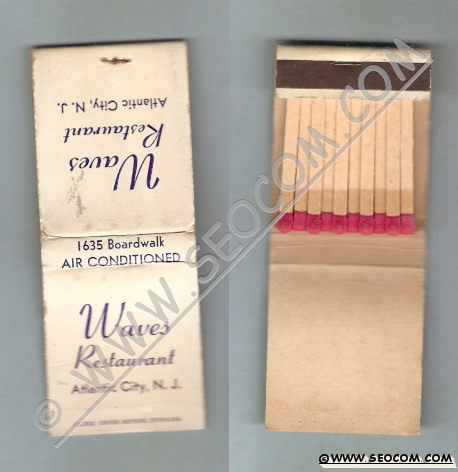 Waves
Restaurant
Atlantic City, N. J.
1635 Boardwalk
AIR CONDITIONED
Waves
Restaurant
Atlantic City, N. J.
© WWW.SEOCOM.COM
© WWW.SEOCOM.COM